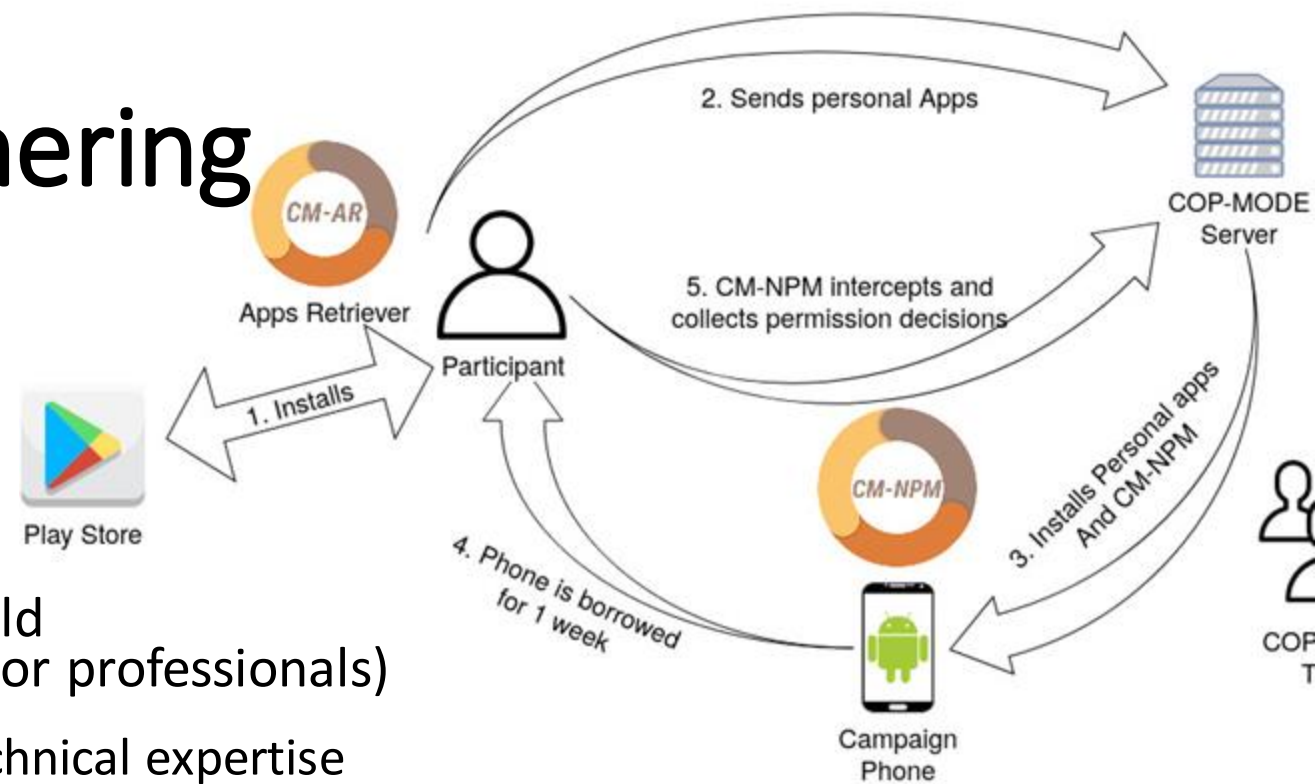 hering
CM-AR
Apps Retriever
2. Sends personal Apps
COP-MODE
Server
5. CM-NPM intercepts and
collects permission decisions
Participant
1. Installs
Play Store
CM-NPM
3. Installs Personal apps
And CM-NPM
4. Phone is borrowed
for 1 week
Campaign
Phone
COP
T
ld
or professionals)
chnical expertise